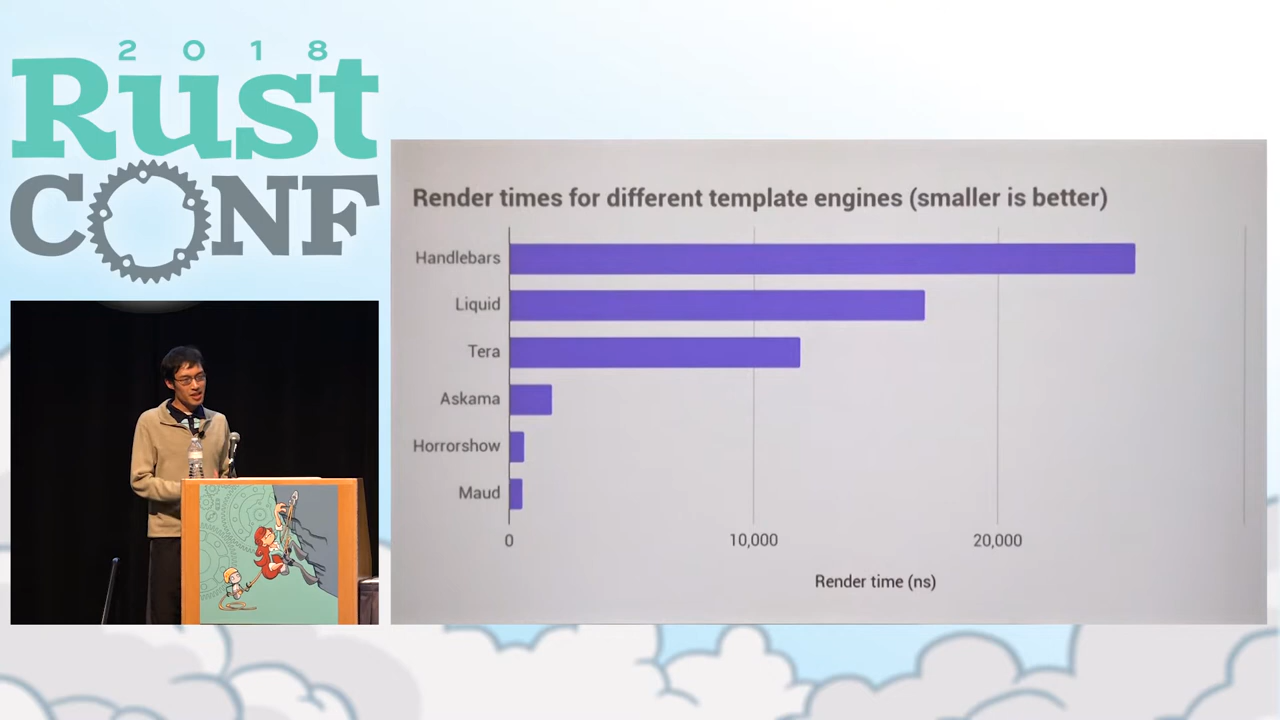 2018
Rust
CONF
Render times for different template engines (smaller is better)
Handlebars
Liquid
Tera
Askama
Horrorshow
Maud
0
10,000
20,000
Render time (ns)